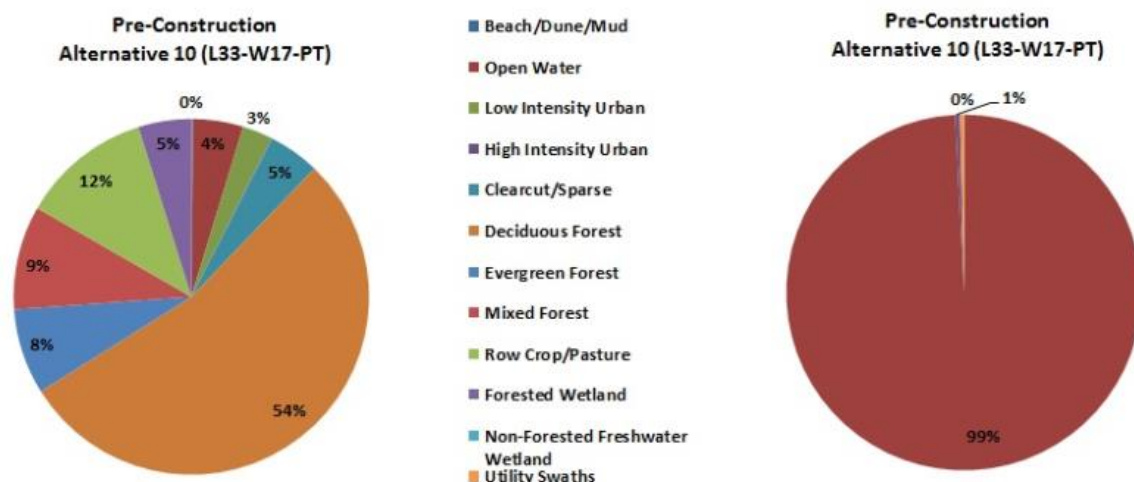 Pre-Construction
Alternative 10 (L33-W17-PT)
0%
3%
4%
5%
5%
12%
9%
8%
54%
Beach/Dune/Mud
Open Water
Low Intensity Urban
High Intensity Urban
Clearcut/Sparse
Deciduous Forest
Evergreen Forest
Mixed Forest
Row Crop/Pasture
Forested Wetland
Non-Forested Freshwater
Wetland
Utility Swaths
Pre-Construction
Alternative 10 (L33-W17-PT)
0%
1%
99%